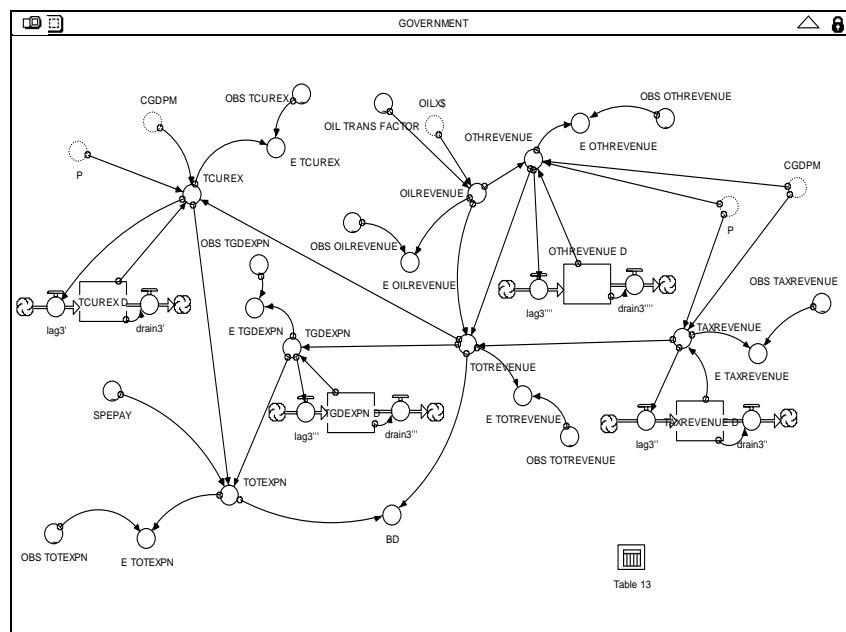 GOVERNMENT
CGDPM
OBS TCUREX
OILX$
OBS OTHREVENUE
OIL TRANS FACTOR
OTHREVENUE
E OTHREVENUE
P
E TCUREX
TCUREX
OILREVENUE
CGDPM
OBS OILREVENUE
P
OBS TGDEXPN
OTHREVENUE D
E OILREVENUE
OBS TAXREVENUE
TCUREX D
lag3'
drain3'
lag3''''
drain3''''
E TGDEXPN
TGDEXPN
TAXREVENUE
TOTREVENUE
E TAXREVENUE
SPEPAY
TGDEXPN D
E TOTREVENUE
TAXREVENUE D
lag3'''
drain3'''
lag3''
drain3''
OBS TOTREVENUE
TOTEXPN
BD
OBS TOTEXPN
E TOTEXPN
Table 13